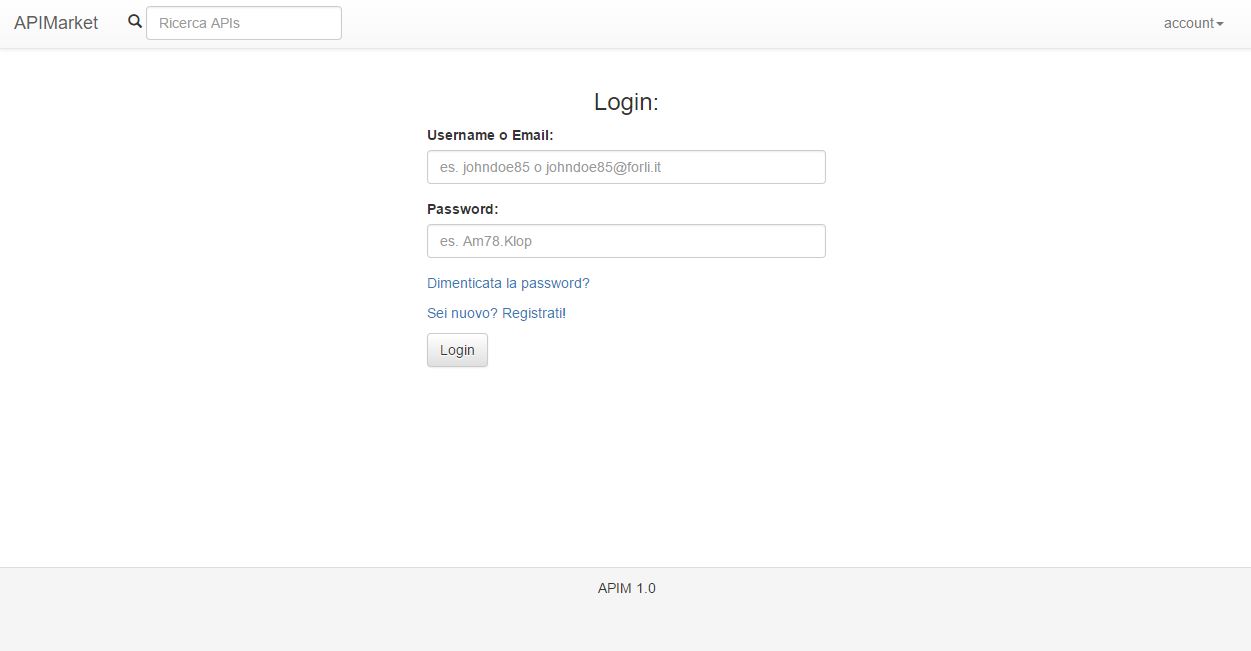 APIMarket
Ricerca APIs
account
Login:
Username o Email:
es. johndoe85 o johndoe85@forli.it
Password:
es. Am78.Klop
Dimenticata la password?
Sei nuovo? Registrati!
Login
APIM 1.0